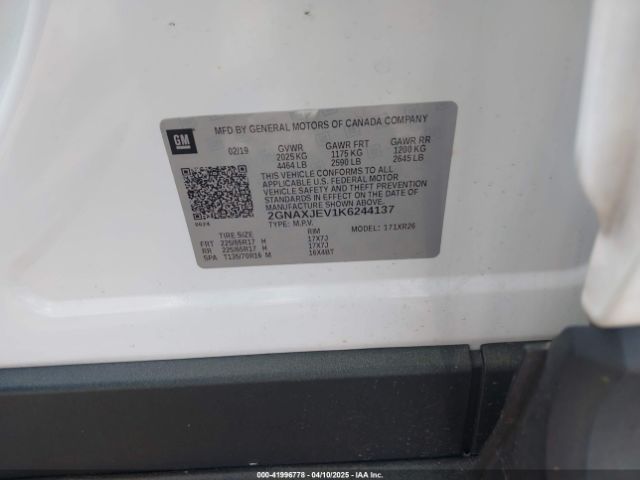 GM
MFD BY GENERAL MOTORS OF CANADA COMPANY
02/19 GVWR GAWR FRT GAWR RR
2025 KG 1175 KG 1200 KG
4464 LB 2590 LB 2645 LB
THIS VEHICLE CONFORMS TO ALL
APPLICABLE U.S. FEDERAL MOTOR
VEHICLE SAFETY AND THEFT PREVENTION
STANDARDS IN EFFECT ON THE DATE OF
MANUFACTURE SHOWN ABOVE.
2GNAXJEV1K6244137
TYPE: M.P.V. MODEL: 171XR26
TIRE SIZE RIM
FRT 225/65R17 H 17X7J
RR 225/65R17 H 17X7J
SPA T135/70R16 M 16X4BT
000-41996778 - 04/10/2025 - IAA Inc.